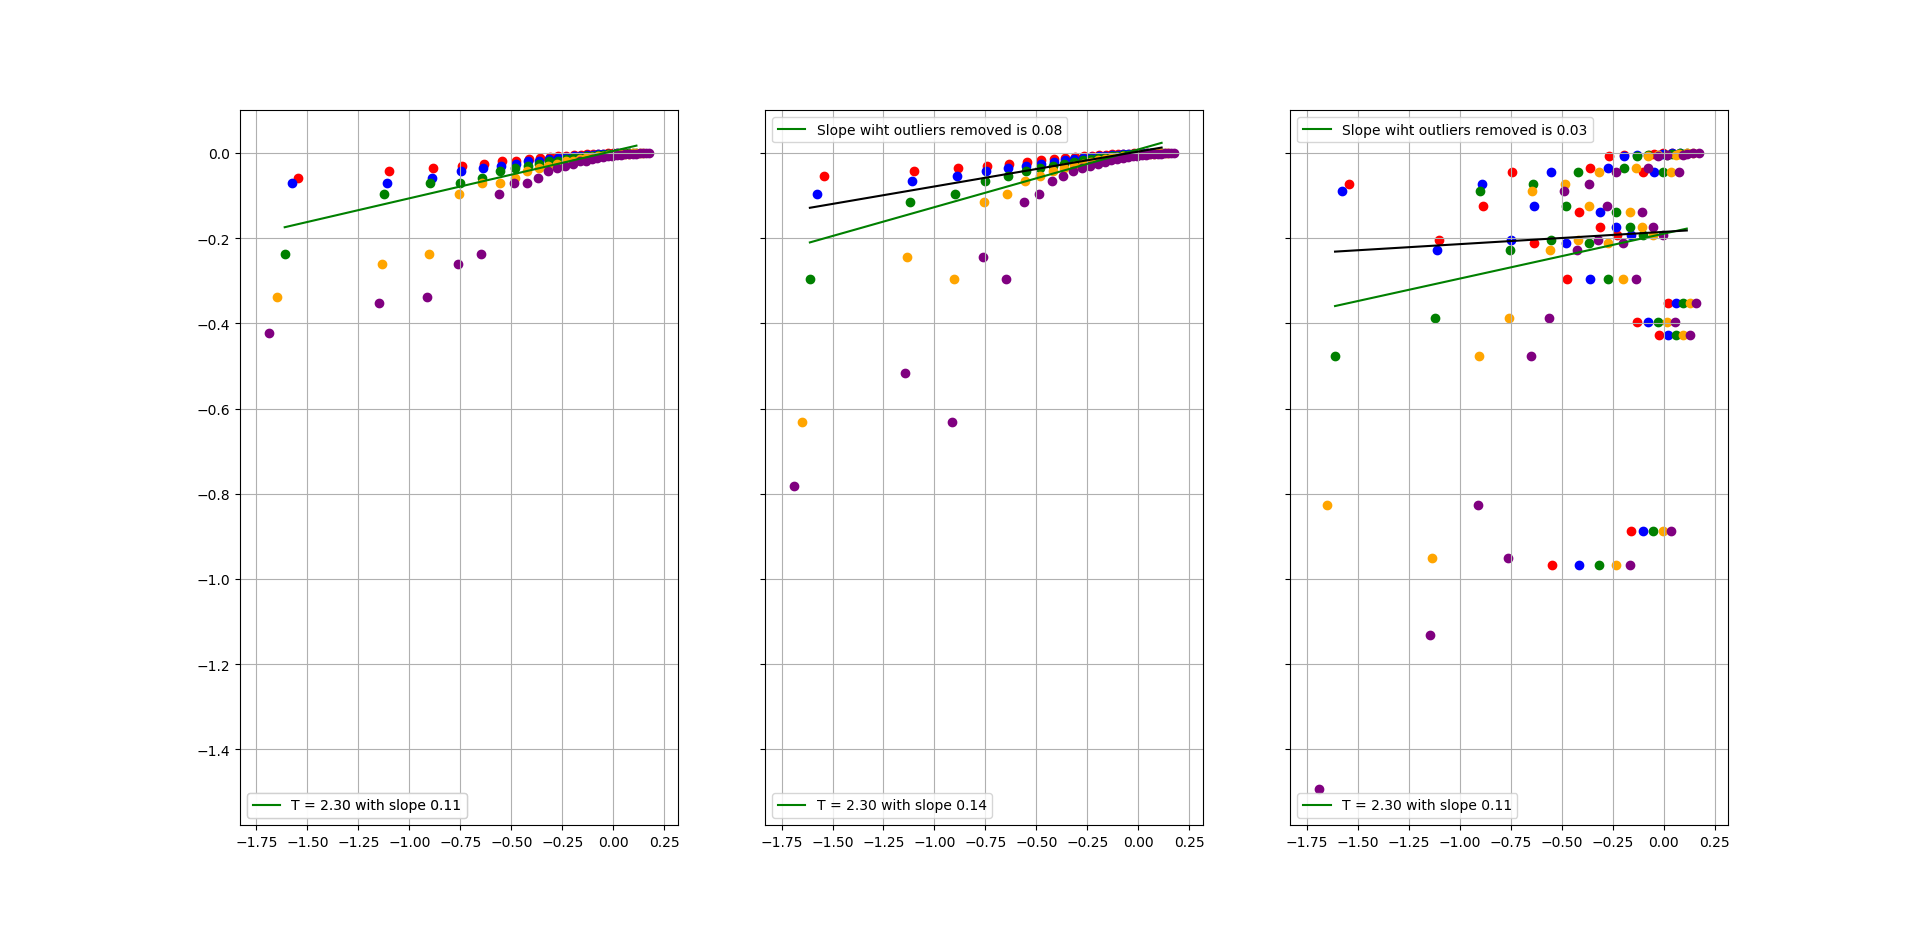 Slope wiht outliers removed is 0.08
Slope wiht outliers removed is 0.03
0.0
−0.2
−0.4
−0.6
−0.8
−1.0
−1.2
−1.4
T = 2.30 with slope 0.11
T = 2.30 with slope 0.14
T = 2.30 with slope 0.11
−1.75 −1.50 −1.25 −1.00 −0.75 −0.50 −0.25 0.00 0.25
−1.75 −1.50 −1.25 −1.00 −0.75 −0.50 −0.25 0.00 0.25
−1.75 −1.50 −1.25 −1.00 −0.75 −0.50 −0.25 0.00 0.25